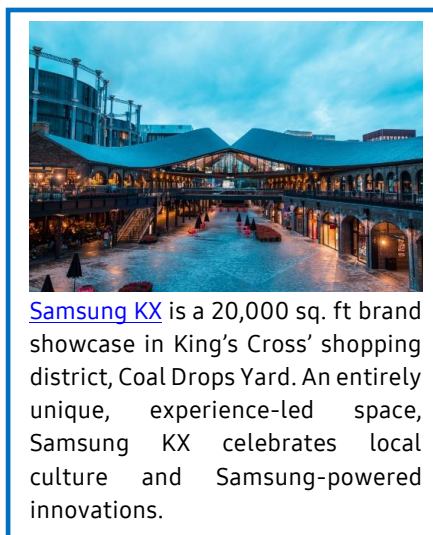 Samsung KX is a 20,000 sq. ft brand
showcase in King’s Cross’ shopping
district, Coal Drops Yard. An entirely
unique, experience-led space,
Samsung KX celebrates local
culture and Samsung-powered
innovations.